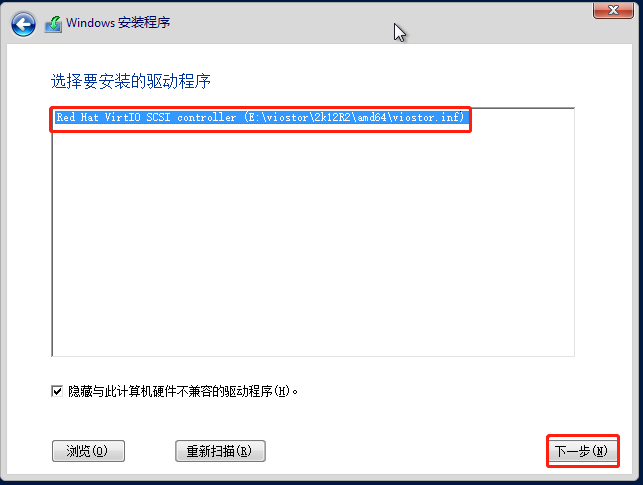 Windows 安装程序
选择要安装的驱动程序
Red Hat VirtIO SCSI controller (E:\viostor\2k12R2\amd64\viostor.inf)
隐藏与此计算机硬件不兼容的驱动程序(H)。
浏览(O)
重新扫描(R)
下一步(N)